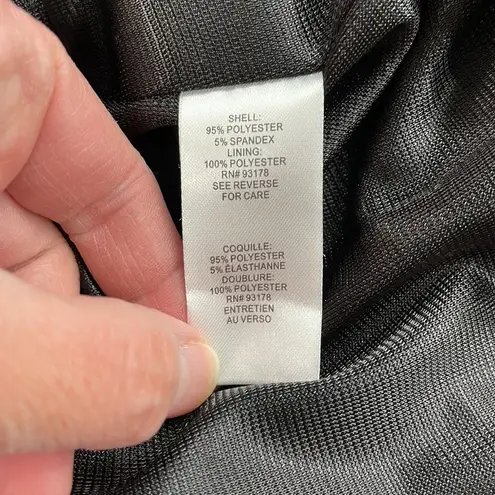 SHELL:
95% POLYESTER
5% SPANDEX
LINING:
100% POLYESTER
RN# 93178
SEE REVERSE
FOR CARE
COQUILLE:
95% POLYESTER
5% ÉLASTHANNE
DOUBLURE:
100% POLYESTER
RN# 93178
ENTRETIEN
AU VERSO